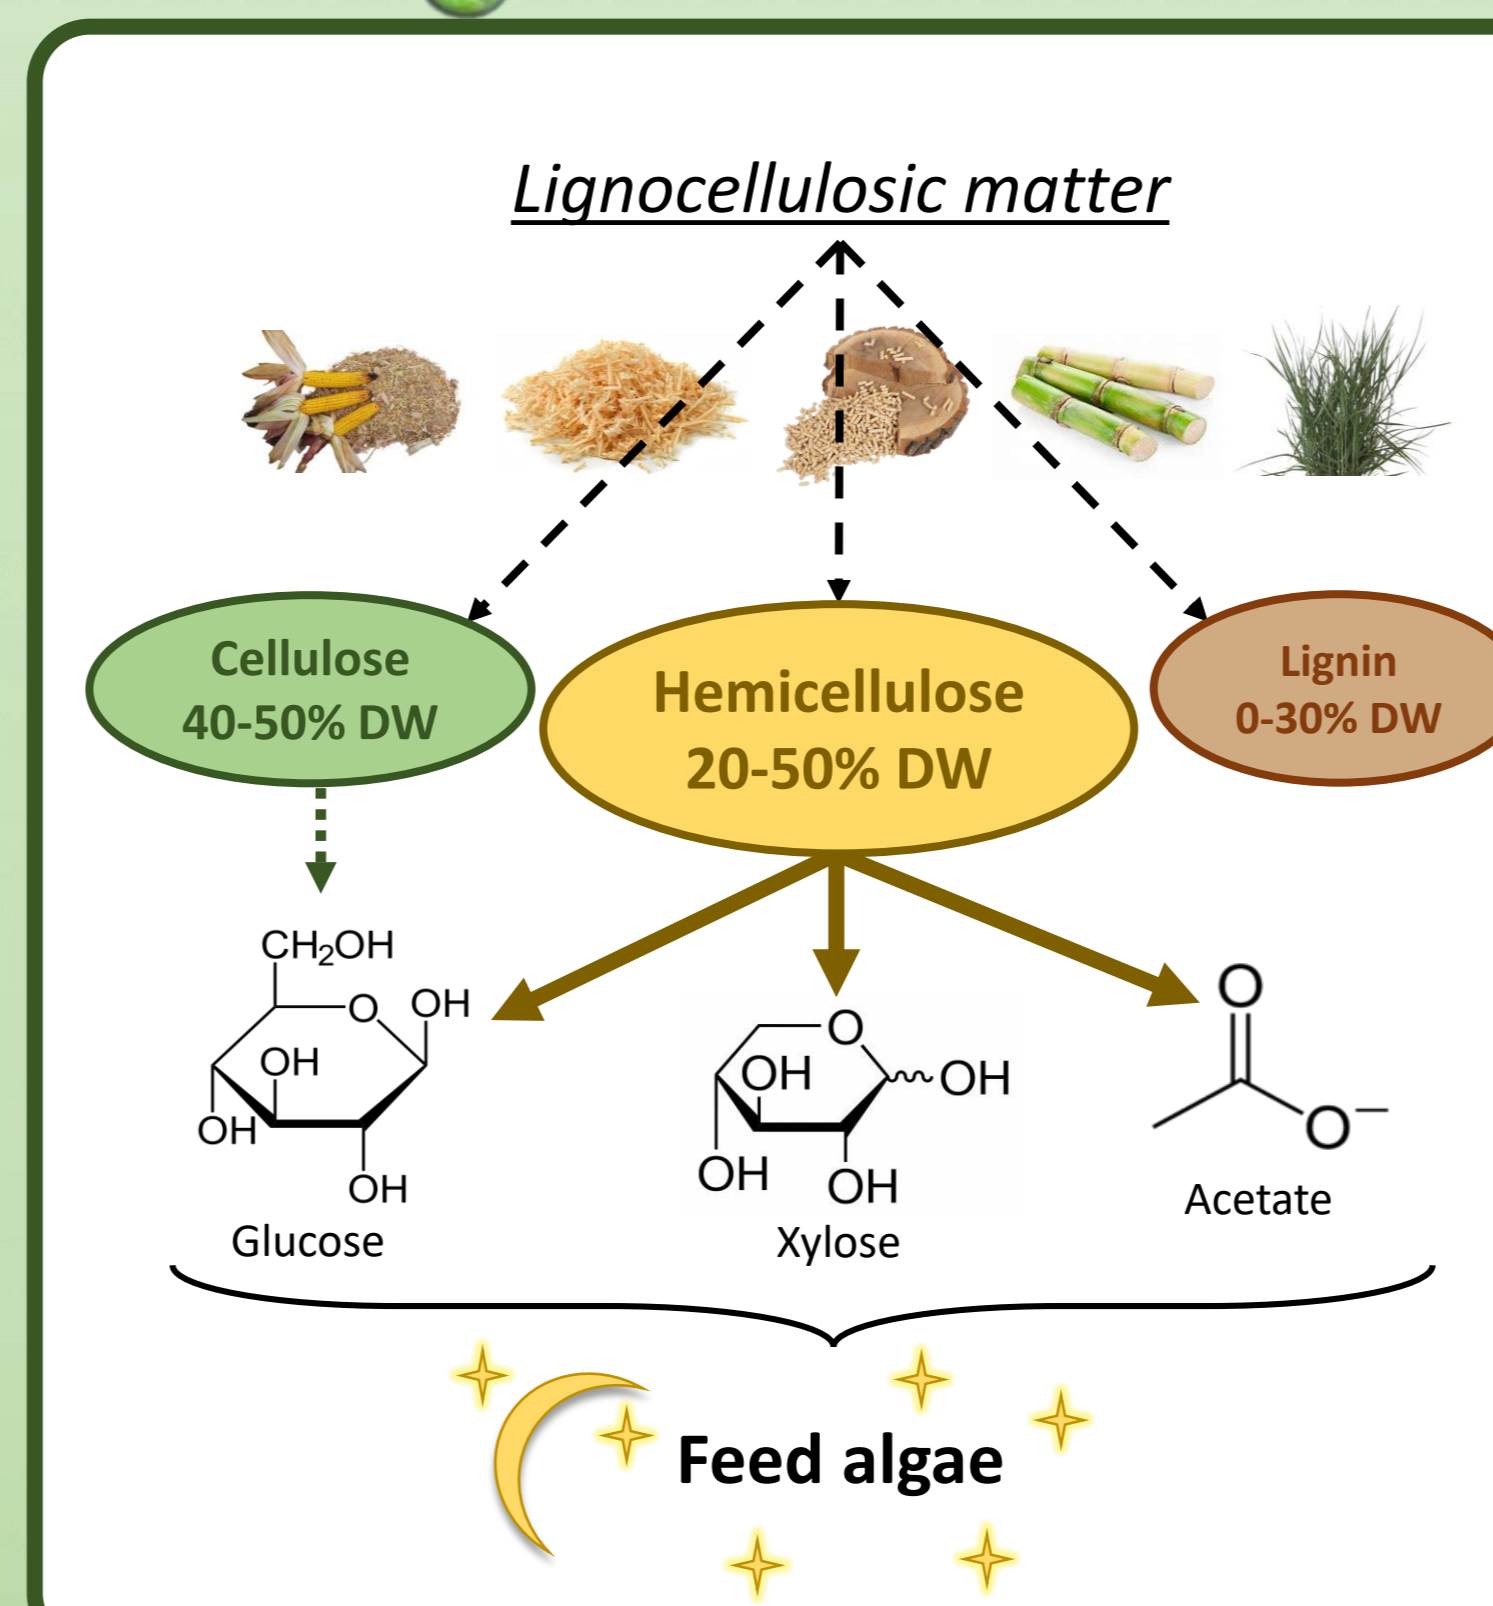 Lignocellulosic matter
Cellulose
40-50% DW
Hemicellulose
20-50% DW
Lignin
0-30% DW
CH₂OH
O
OH
OH
OH
OH
Glucose
O
OH
OH
OH
OH
Xylose
O
O⁻
Acetate
Feed algae